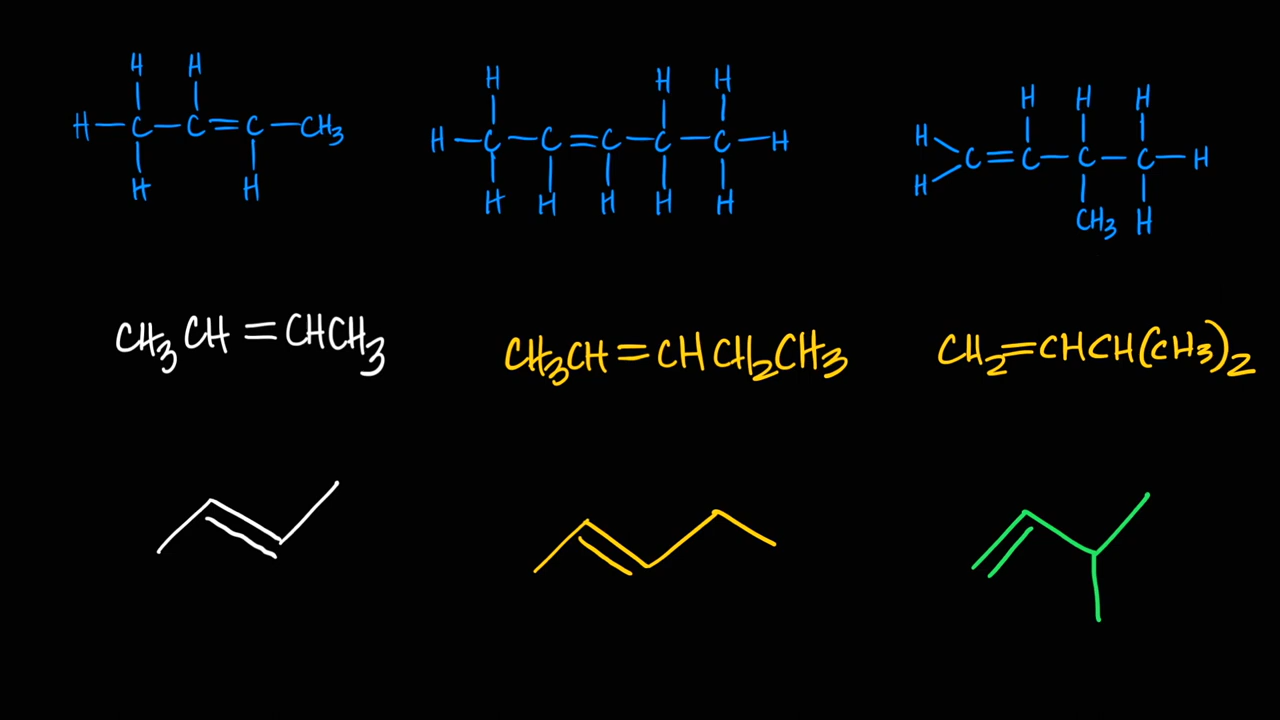 H H
H—C—C=C—CH₃
H H
H H H
H—C—C=C—C—C—H
H H H H H
H H H
H
C=C—C—C—H
H
CH₃ H
CH₃CH=CHCH₃
CH₃CH=CHCH₂CH₃
CH₂=CHCH(CH₃)₂